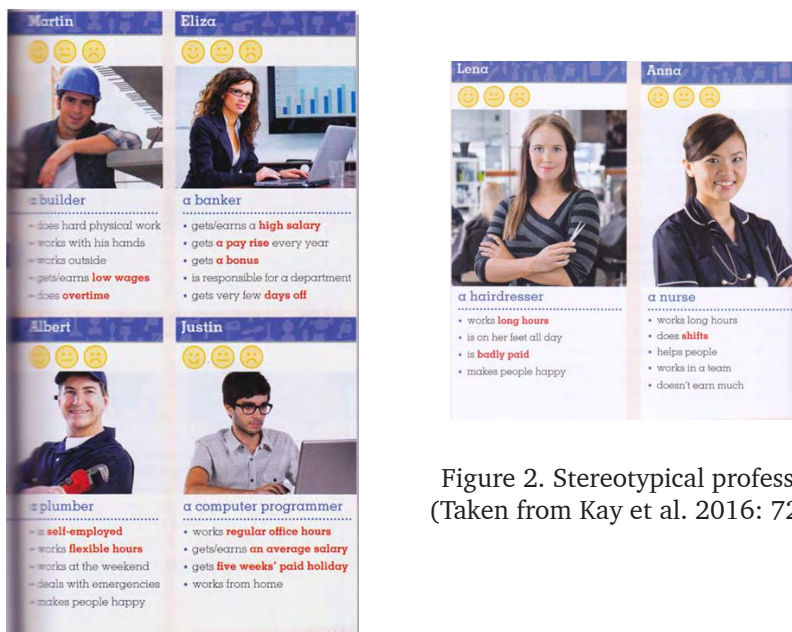 Martin
a builder
does hard physical work
works with his hands
works outside
gets/earns low wages
does overtime
Eliza
a banker
• gets/earns a high salary
• gets a pay rise every year
• gets a bonus
• is responsible for a department
• gets very few days off
Albert
a plumber
is self-employed
works flexible hours
works at the weekend
deals with emergencies
makes people happy
Justin
a computer programmer
• works regular office hours
• gets/earns an average salary
• gets five weeks' paid holiday
• works from home
Lena
a hairdresser
• works long hours
• is on her feet all day
• is badly paid
• makes people happy
Anna
a nurse
• works long hours
• does shifts
• helps people
• works in a team
• doesn't earn much
Figure 2. Stereotypical profess
(Taken from Kay et al. 2016: 72